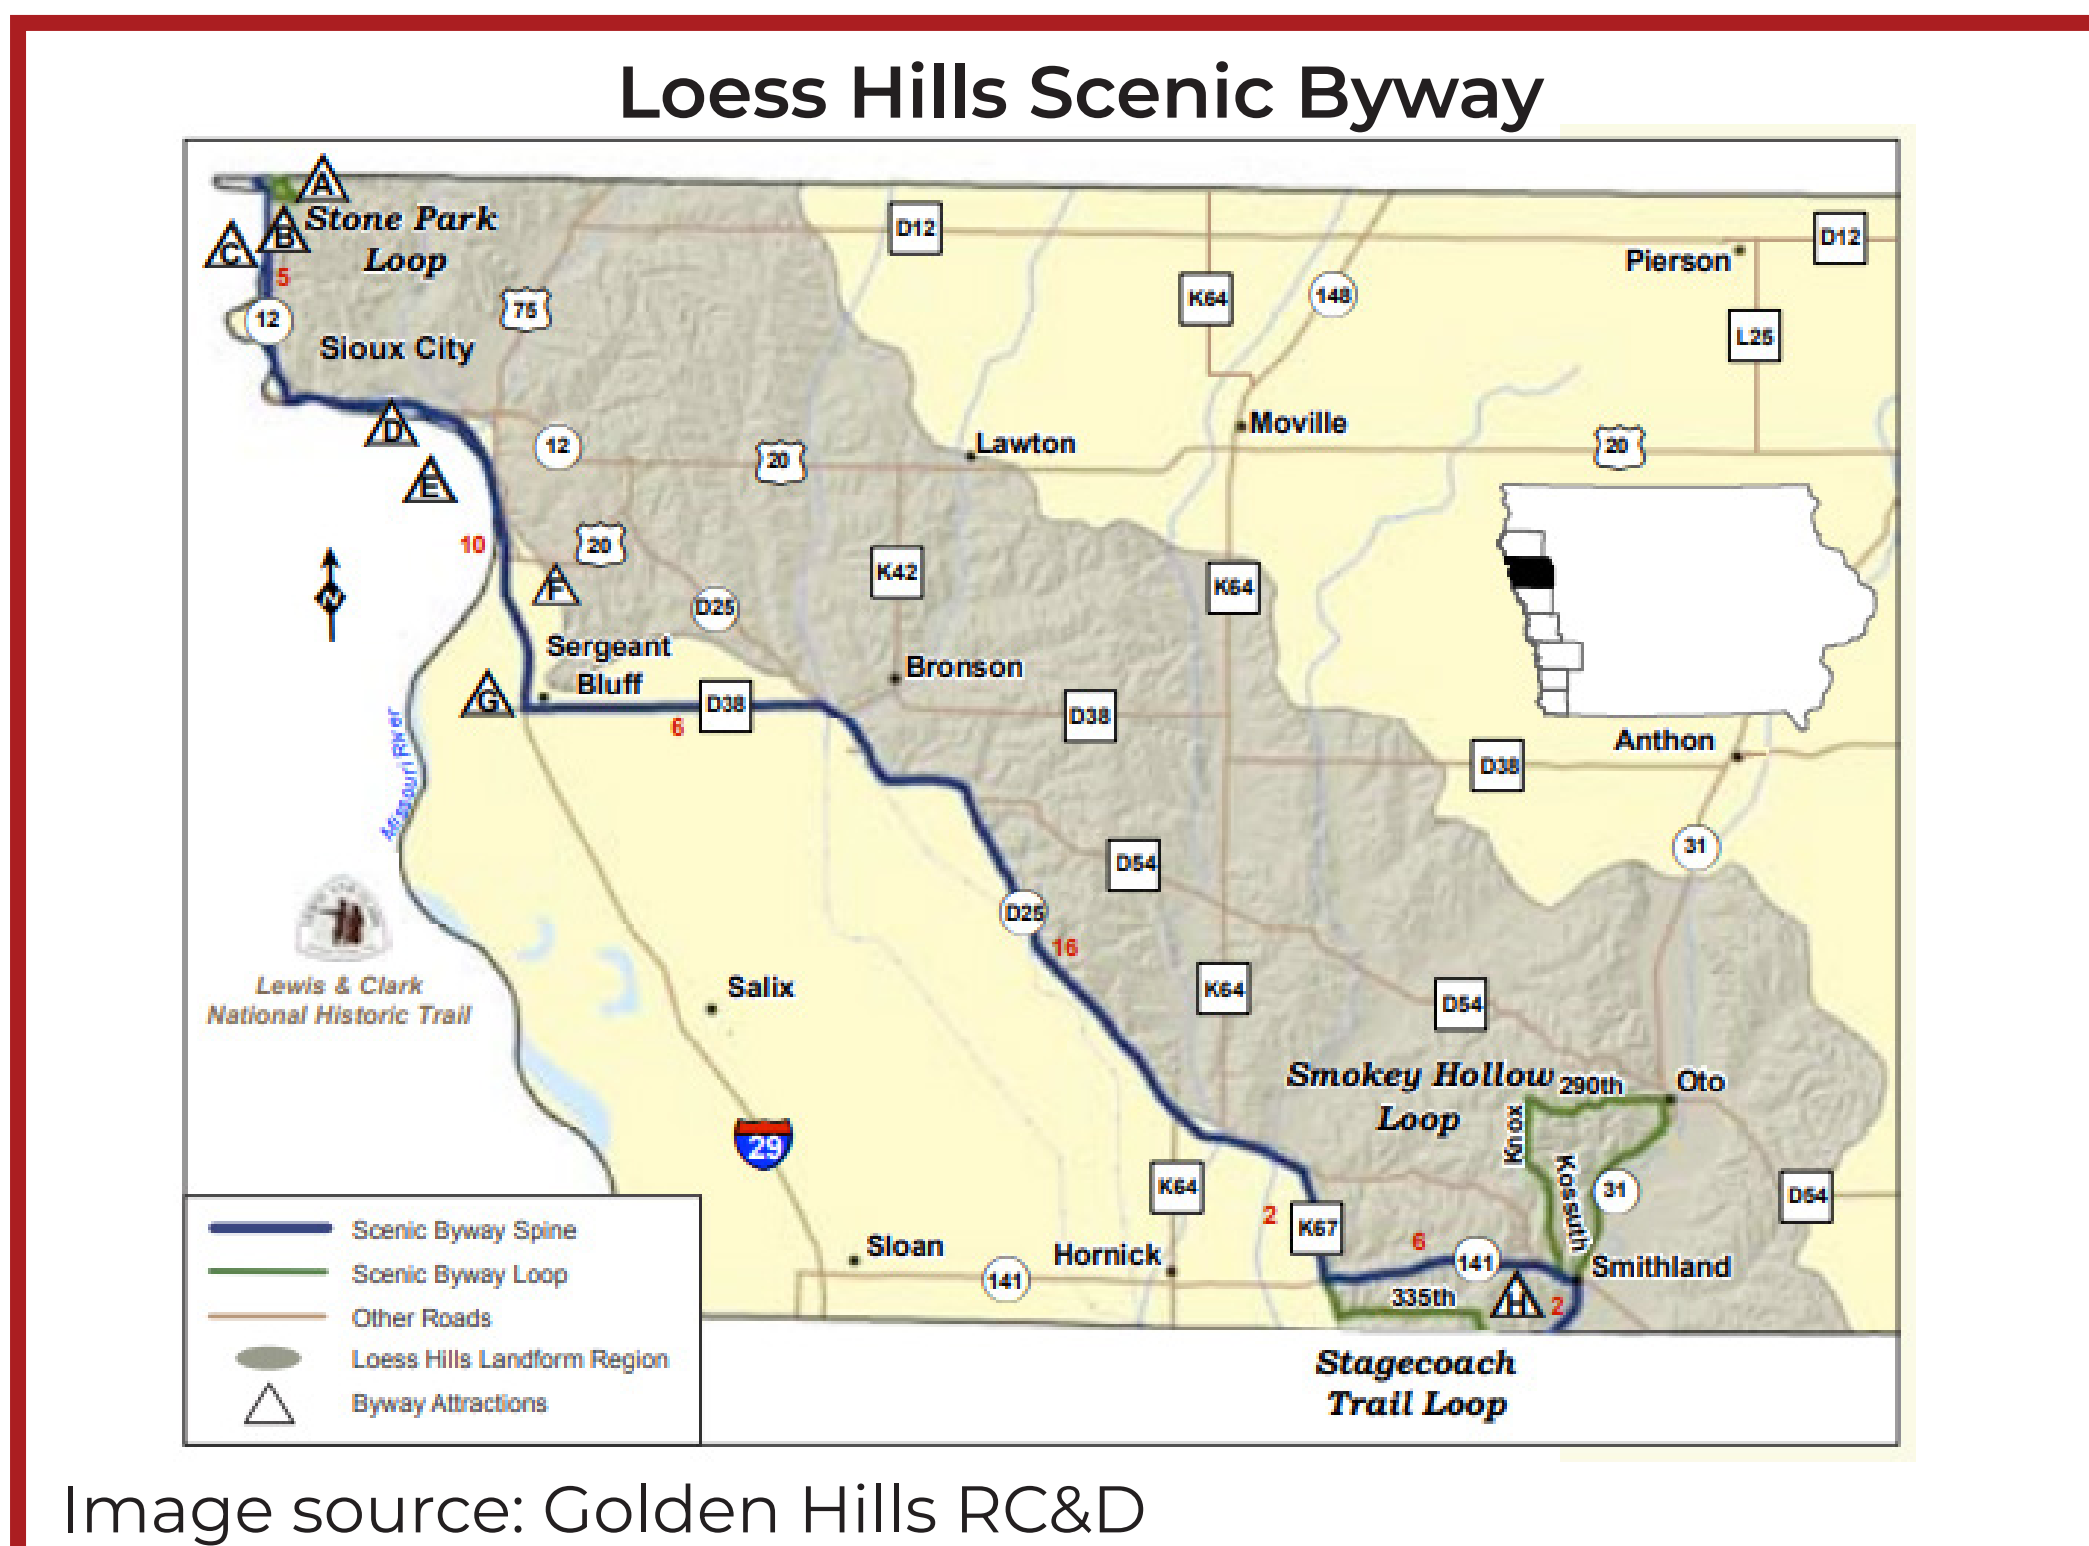 Loess Hills Scenic Byway
A
Stone Park
Loop
B
C
5
12
Sioux City
75
D12
K64
148
Pierson
D12
L25
D
E
12
20
Lawton
Moville
20
10
20
F
D25
K42
K64
Sergeant
Bluff
Bronson
G
D38
6
D38
Anthon
D38
Missouri River
D54
31
D25
16
Lewis & Clark
National Historic Trail
Salix
K64
D54
Smokey Hollow
Loop
290th
Oto
Knox
Kossuth
31
29
K64
2
K67
6
141
D54
Sloan
Hornick
141
Smithland
335th
H
2
Scenic Byway Spine
Scenic Byway Loop
Other Roads
Loess Hills Landform Region
Byway Attractions
N
Stagecoach
Trail Loop
Image source: Golden Hills RC&D